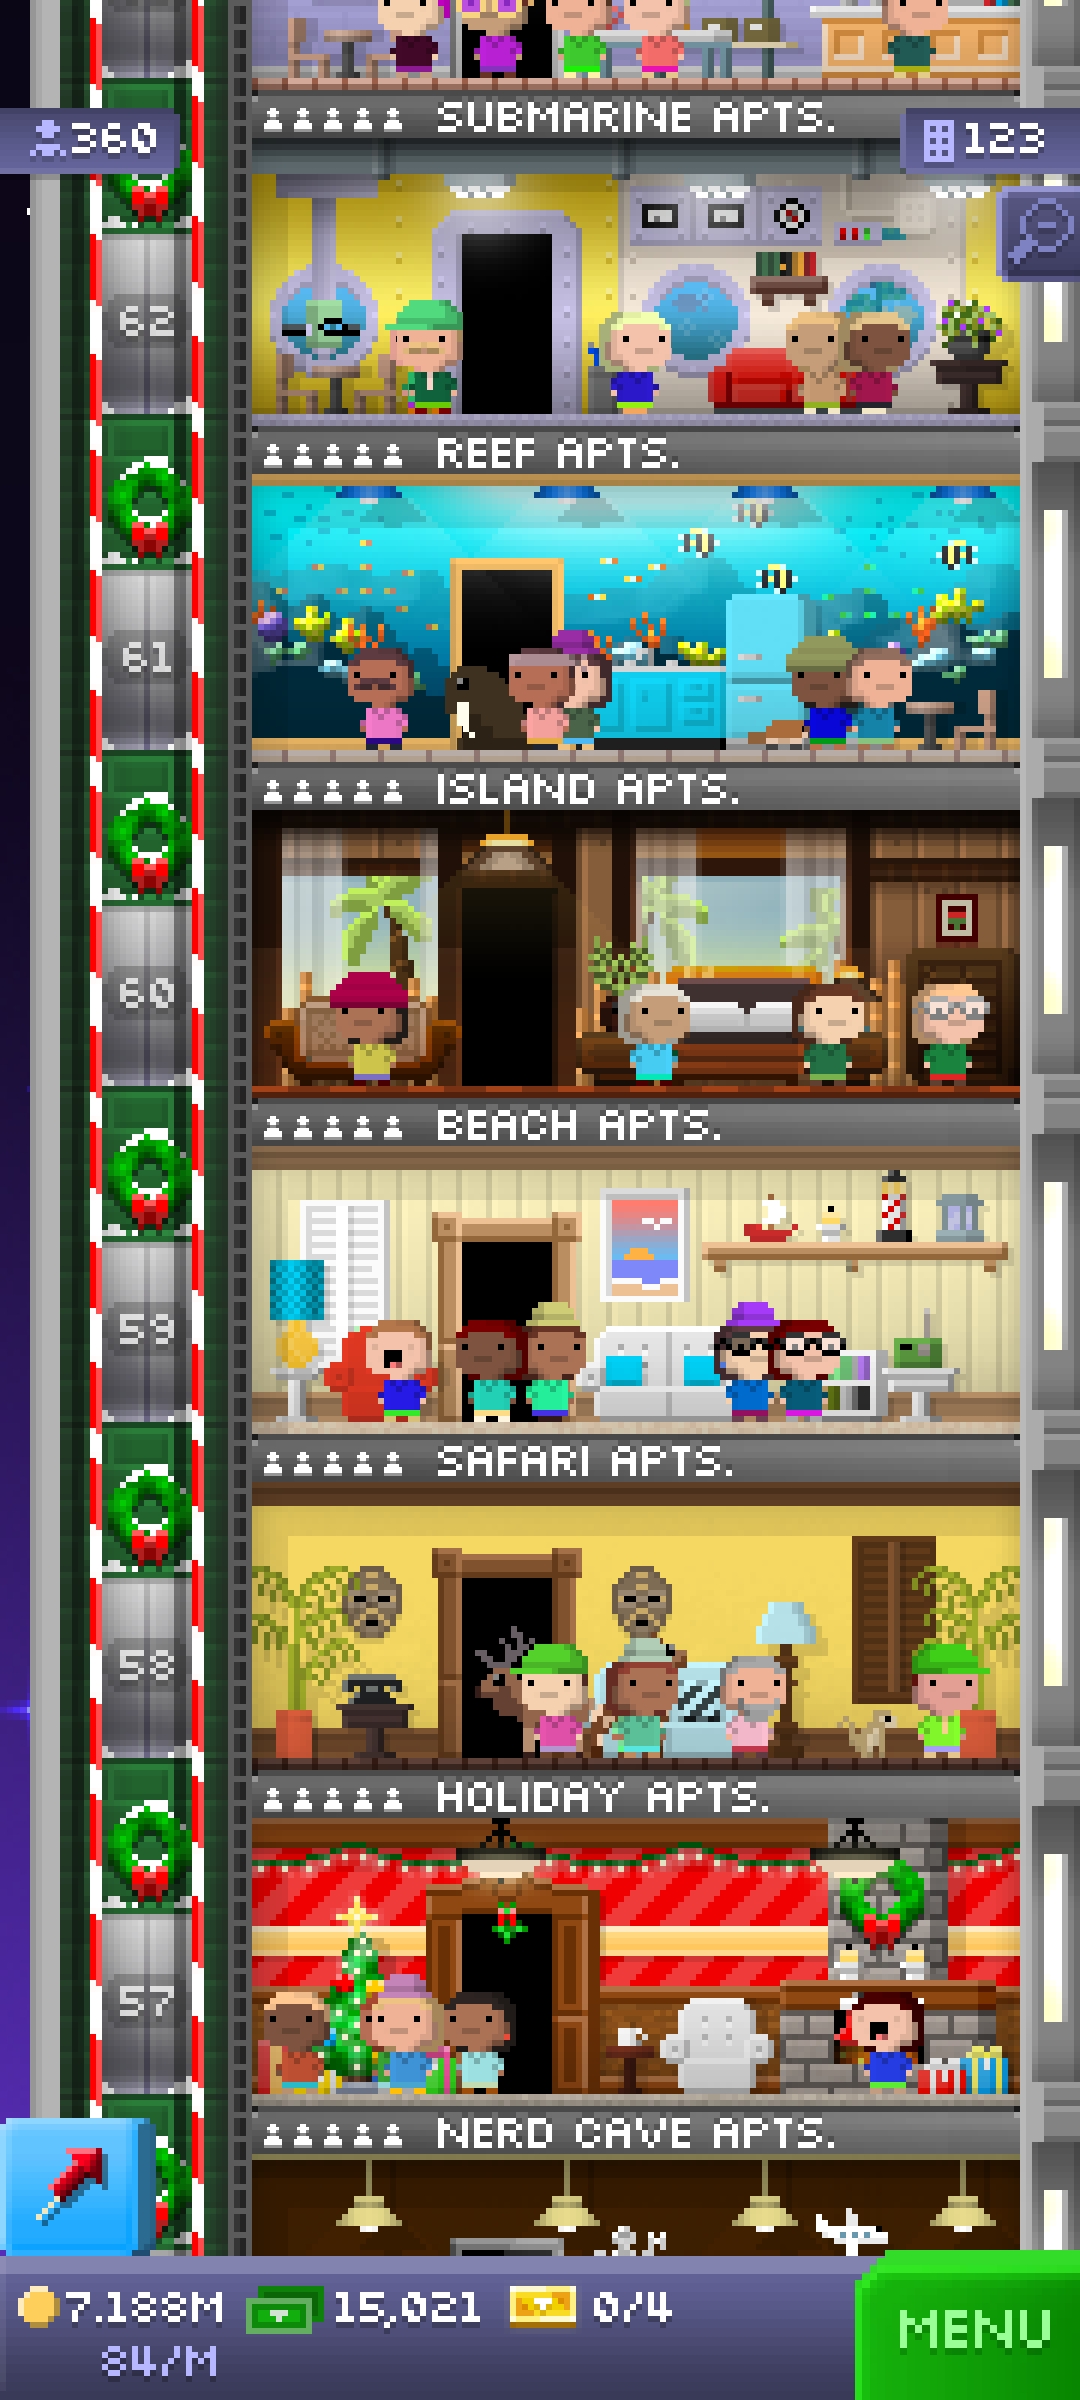 SUBMARINE APTS.
360
123
62
REEF APTS.
61
ISLAND APTS.
60
BEACH APTS.
59
SAFARI APTS.
58
HOLIDAY APTS.
57
NERD CAVE APTS.
7.188M 15,021 0/4
84/M
MENU